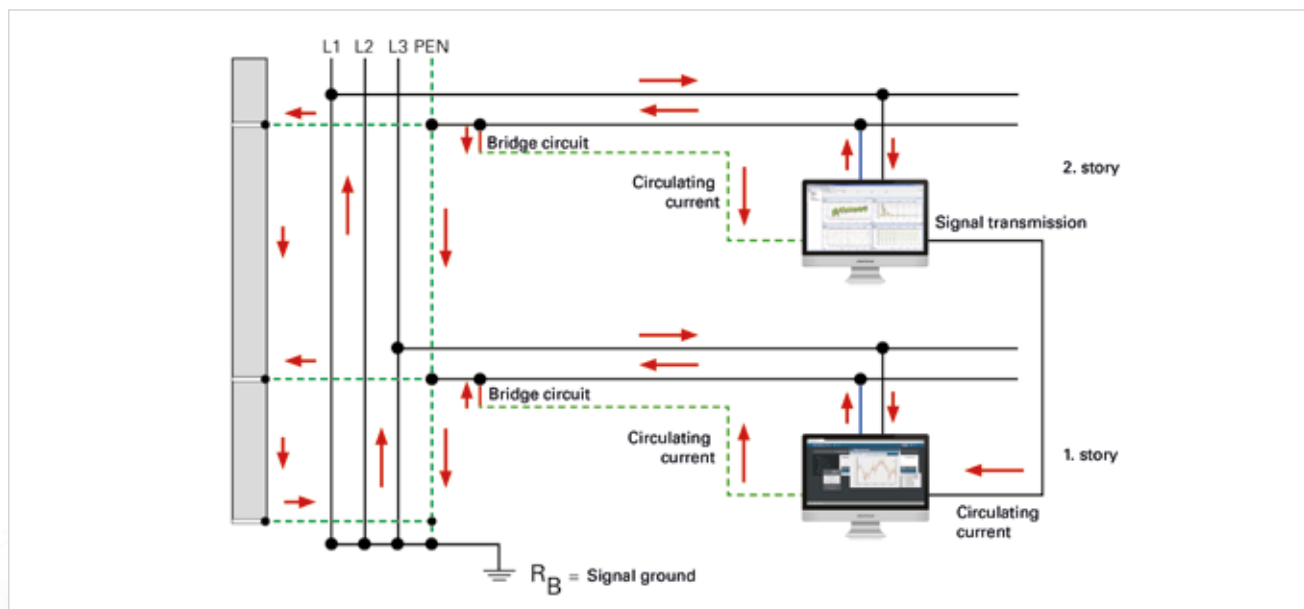 L1 L2 L3 PEN
Bridge circuit
Circulating
current
2. story
Signal transmission
Bridge circuit
Circulating
current
1. story
Circulating
current
RB = Signal ground